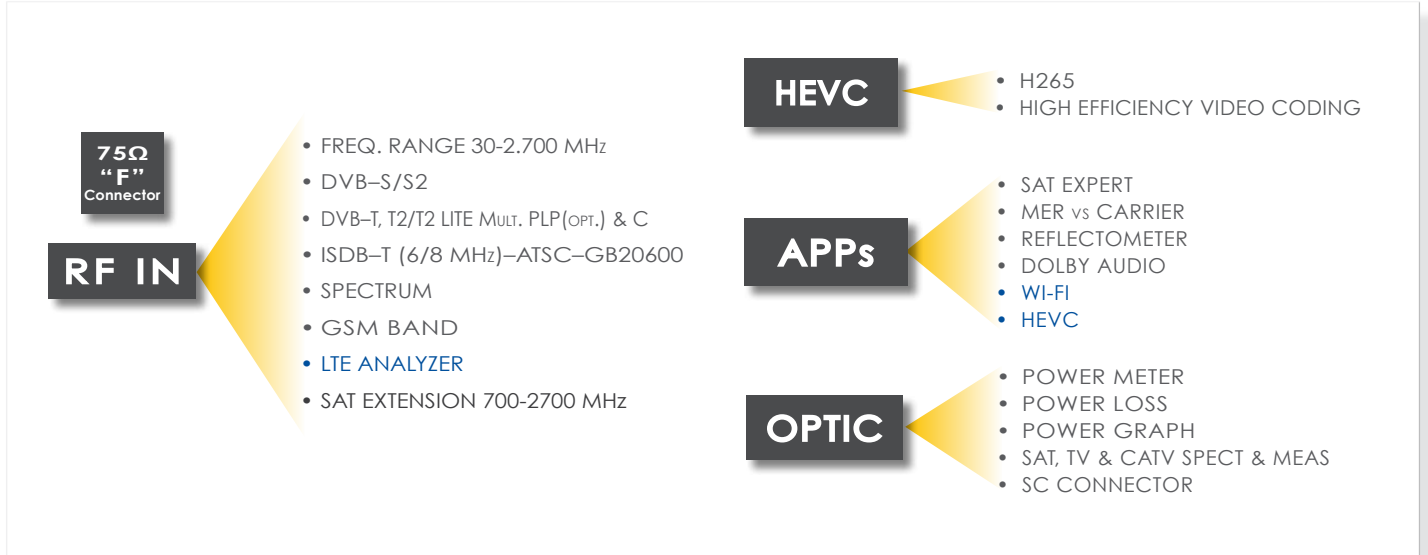 75Ω
“F”
Connector
RF IN
• FREQ. RANGE 30-2.700 MHz
• DVB–S/S2
• DVB–T, T2/T2 LITE Mult. PLP(opt.) & C
• ISDB–T (6/8 MHz)–ATSC–GB20600
• SPECTRUM
• GSM BAND
• LTE ANALYZER
• SAT EXTENSION 700-2700 MHz
HEVC
• H265
• HIGH EFFICIENCY VIDEO CODING
APPs
• SAT EXPERT
• MER vs CARRIER
• REFLECTOMETER
• DOLBY AUDIO
• WI-FI
• HEVC
OPTIC
• POWER METER
• POWER LOSS
• POWER GRAPH
• SAT, TV & CATV SPECT & MEAS
• SC CONNECTOR